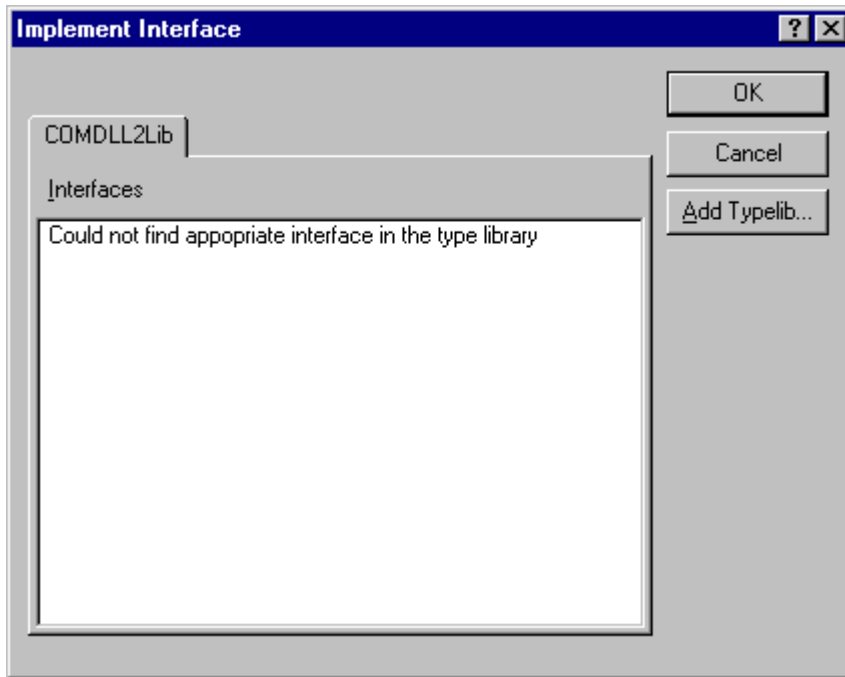 Implement Interface
OK
COMDLL2Lib
Cancel
Interfaces
Add Typelib...
Could not find appopriate interface in the type library